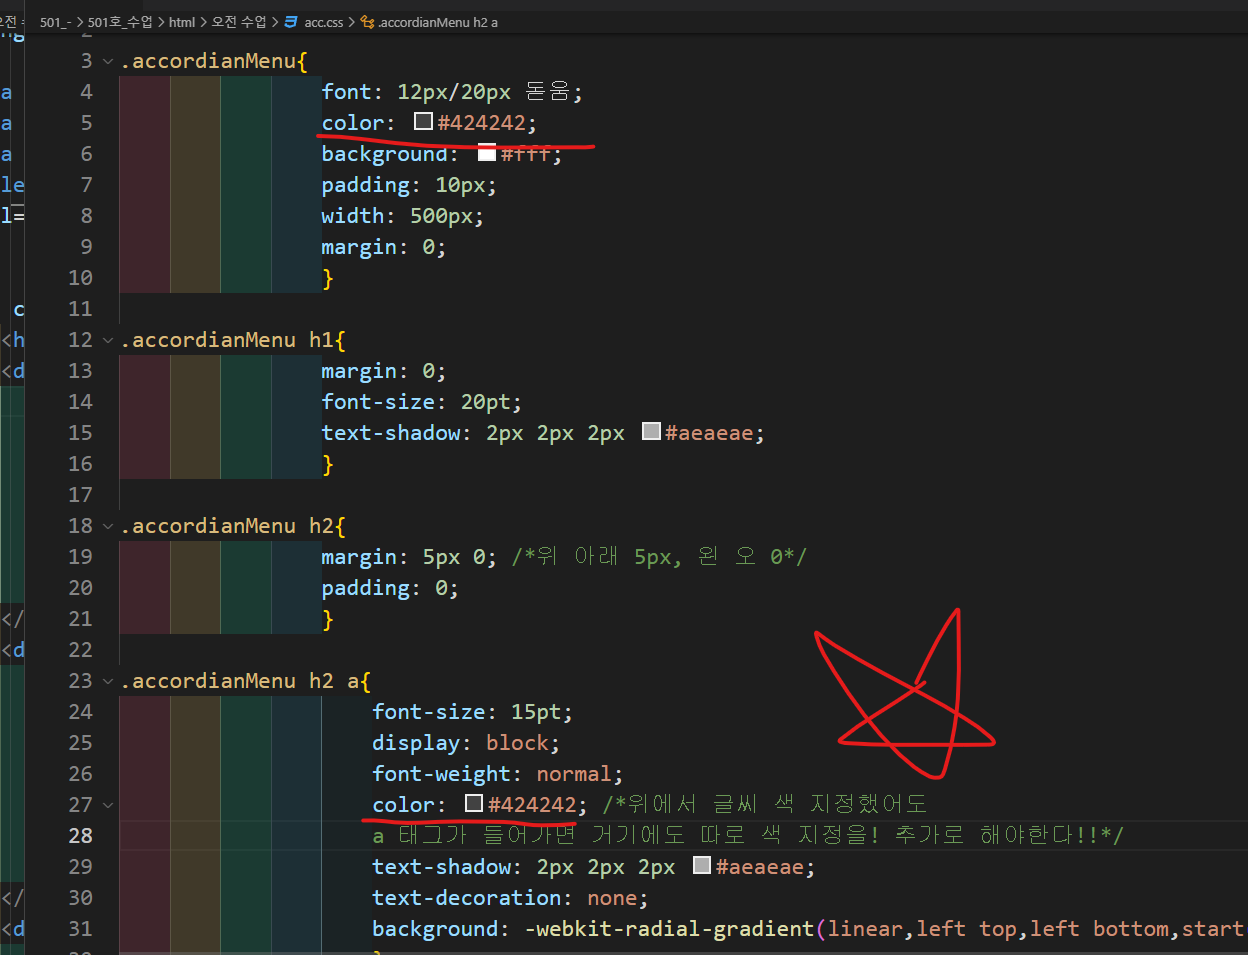 501_- > 501호_수업 > html > 오전 수업 > acc.css > .accordianMenu h2 a
3 .accordianMenu{
4 font: 12px/20px 돋움;
5 color: #424242;
6 background: #fff;
7 padding: 10px;
8 width: 500px;
9 margin: 0;
10 }
11
12 .accordianMenu h1{
13 margin: 0;
14 font-size: 20pt;
15 text-shadow: 2px 2px 2px #aeaeae;
16 }
17
18 .accordianMenu h2{
19 margin: 5px 0; /*위 아래 5px, 왼 오 0*/
20 padding: 0;
21 }
22
23 .accordianMenu h2 a{
24 font-size: 15pt;
25 display: block;
26 font-weight: normal;
27 color: #424242; /*위에서 글씨 색 지정했어도
28 a 태그가 들어가면 거기에도 따로 색 지정을! 추가로 해야한다!!*/
29 text-shadow: 2px 2px 2px #aeaeae;
30 text-decoration: none;
31 background: -webkit-radial-gradient(linear,left top,left bottom,start